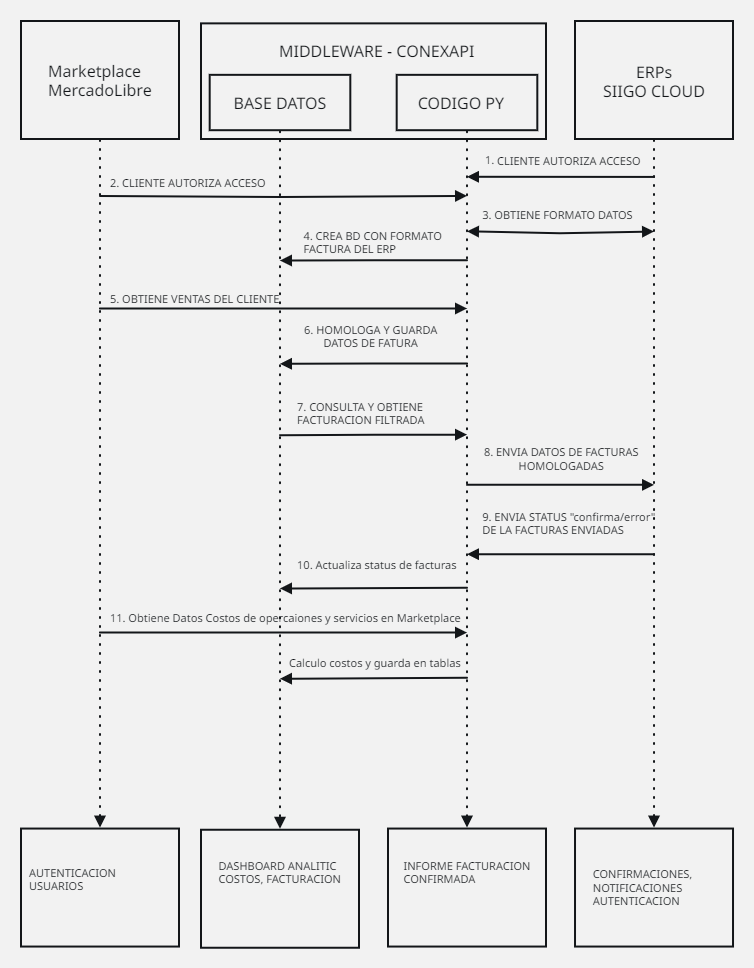 Marketplace
MercadoLibre
MIDDLEWARE - CONEXAPI
BASE DATOS
CODIGO PY
ERPs
SIIGO CLOUD
1. CLIENTE AUTORIZA ACCESO
2. CLIENTE AUTORIZA ACCESO
3. OBTIENE FORMATO DATOS
4. CREA BD CON FORMATO
FACTURA DEL ERP
5. OBTIENE VENTAS DEL CLIENTE
6. HOMOLOGA Y GUARDA
DATOS DE FATURA
7. CONSULTA Y OBTIENE
FACTURACION FILTRADA
8. ENVIA DATOS DE FACTURAS
HOMOLOGADAS
9. ENVIA STATUS "confirma/error"
DE LA FACTURAS ENVIADAS
10. Actualiza status de facturas
11. Obtiene Datos Costos de opercaiones y servicios en Marketplace
Calculo costos y guarda en tablas
AUTENTICACION
USUARIOS
DASHBOARD ANALITIC
COSTOS, FACTURACION
INFORME FACTURACION
CONFIRMADA
CONFIRMACIONES,
NOTIFICACIONES
AUTENTICACION